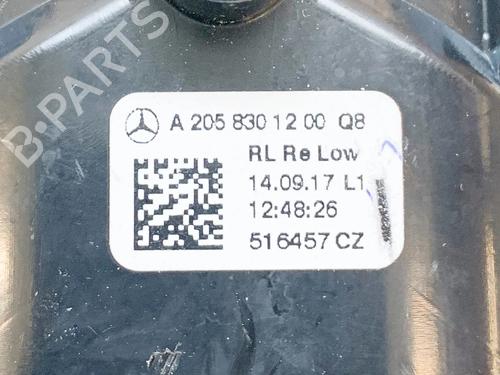 B-PARTS
A 205 830 12 00 Q8
RL Re Low
14.09.17 L1
12:48:26
516457 CZ